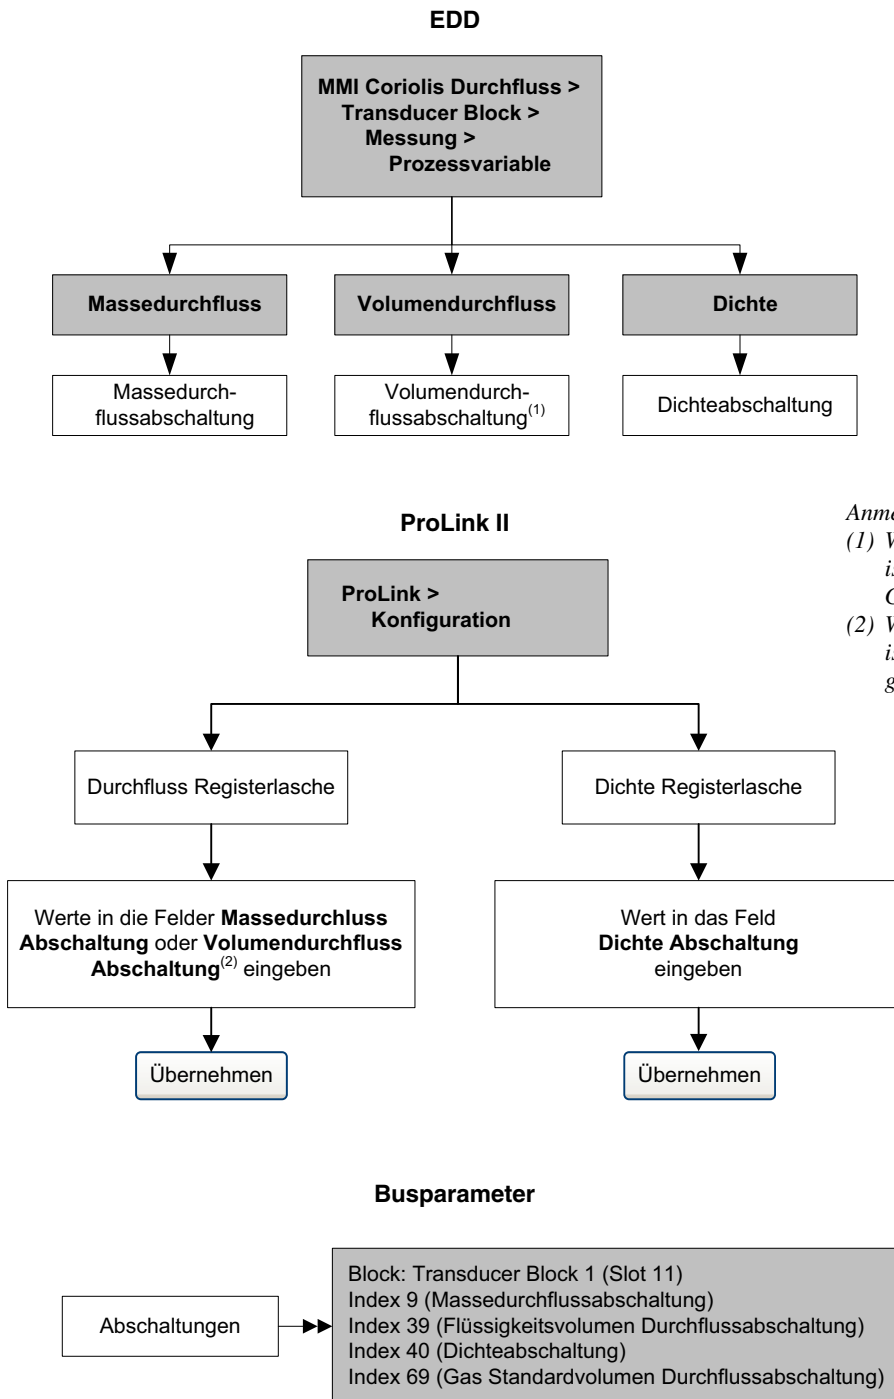 EDD
MMI Coriolis Durchfluss >
Transducer Block >
Messung >
Prozessvariable
Massedurchfluss
Volumendurchfluss
Dichte
Massedurch-
flussabschaltung
Volumendurch-
flussabschaltung(1)
Dichteabschaltung
ProLink II
ProLink >
Konfiguration
(1)
(2)
Durchfluss Registerlasche
Dichte Registerlasche
Werte in die Felder Massedurchluss
Abschaltung oder Volumendurchfluss
Abschaltung(2) eingeben
Wert in das Feld
Dichte Abschaltung
eingeben
Übernehmen
Übernehmen
Busparameter
Abschaltungen
Block: Transducer Block 1 (Slot 11)
Index 9 (Massedurchflussabschaltung)
Index 39 (Flüssigkeitsvolumen Durchflussabschaltung)
Index 40 (Dichteabschaltung)
Index 69 (Gas Standardvolumen Durchflussabschaltung)